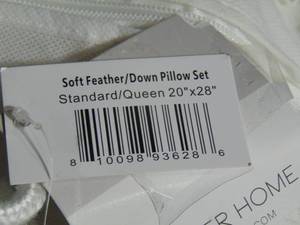 Soft Feather/Down Pillow Set
Standard/Queen 20"x28"
8 10098 93628 6
ER HOME
.COM